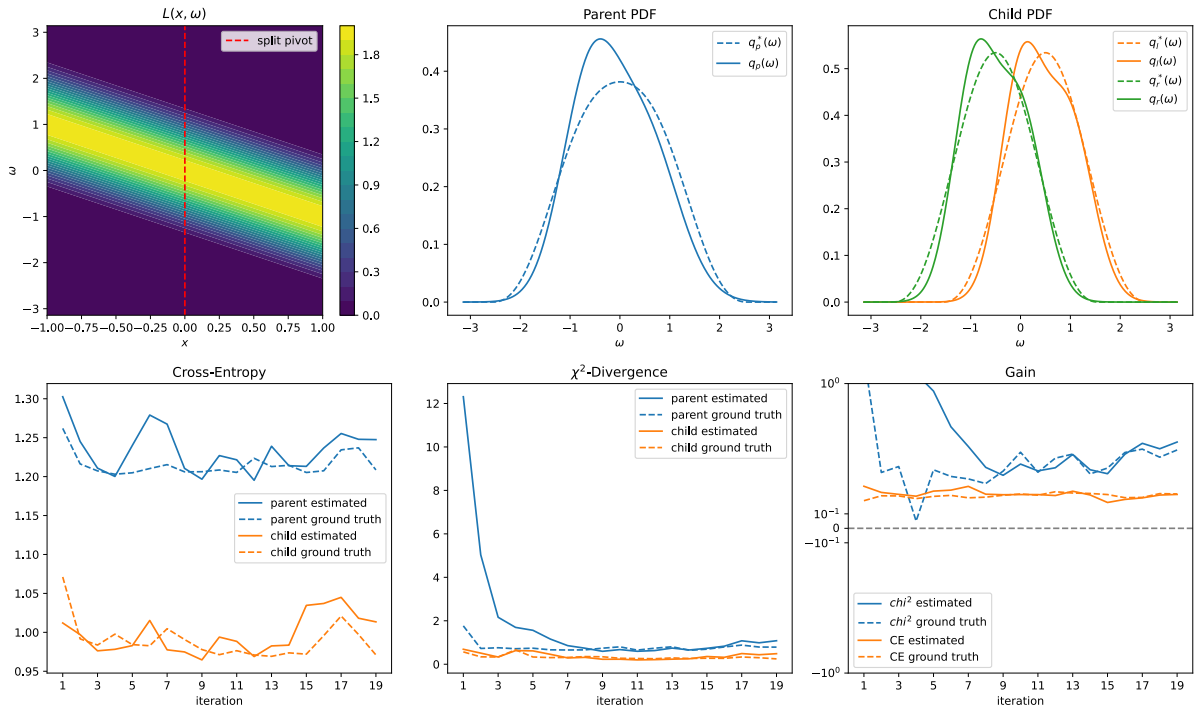 L(x, ω)
split pivot
3
2
1
0
−1
−2
−3
ω
−1.00
−0.75
−0.50
−0.25
0.00
0.25
0.50
0.75
1.00
x
1.8
1.5
1.2
0.9
0.6
0.3
0.0
Parent PDF
q*p(ω)
qp(ω)
0.4
0.3
0.2
0.1
0.0
−3 −2 −1 0 1 2 3
ω
Child PDF
q*l(ω)
ql(ω)
q*r(ω)
qr(ω)
0.5
0.4
0.3
0.2
0.1
0.0
−3 −2 −1 0 1 2 3
ω
Cross-Entropy
1.30
1.25
1.20
1.15
1.10
1.05
1.00
0.95
parent estimated
parent ground truth
child estimated
child ground truth
1 3 5 7 9 11 13 15 17 19
iteration
χ²-Divergence
12
10
8
6
4
2
0
parent estimated
parent ground truth
child estimated
child ground truth
1 3 5 7 9 11 13 15 17 19
iteration
Gain
10⁰
10⁻¹
0
−10⁻¹
−10⁰
chi² estimated
chi² ground truth
CE estimated
CE ground truth
1 3 5 7 9 11 13 15 17 19
iteration